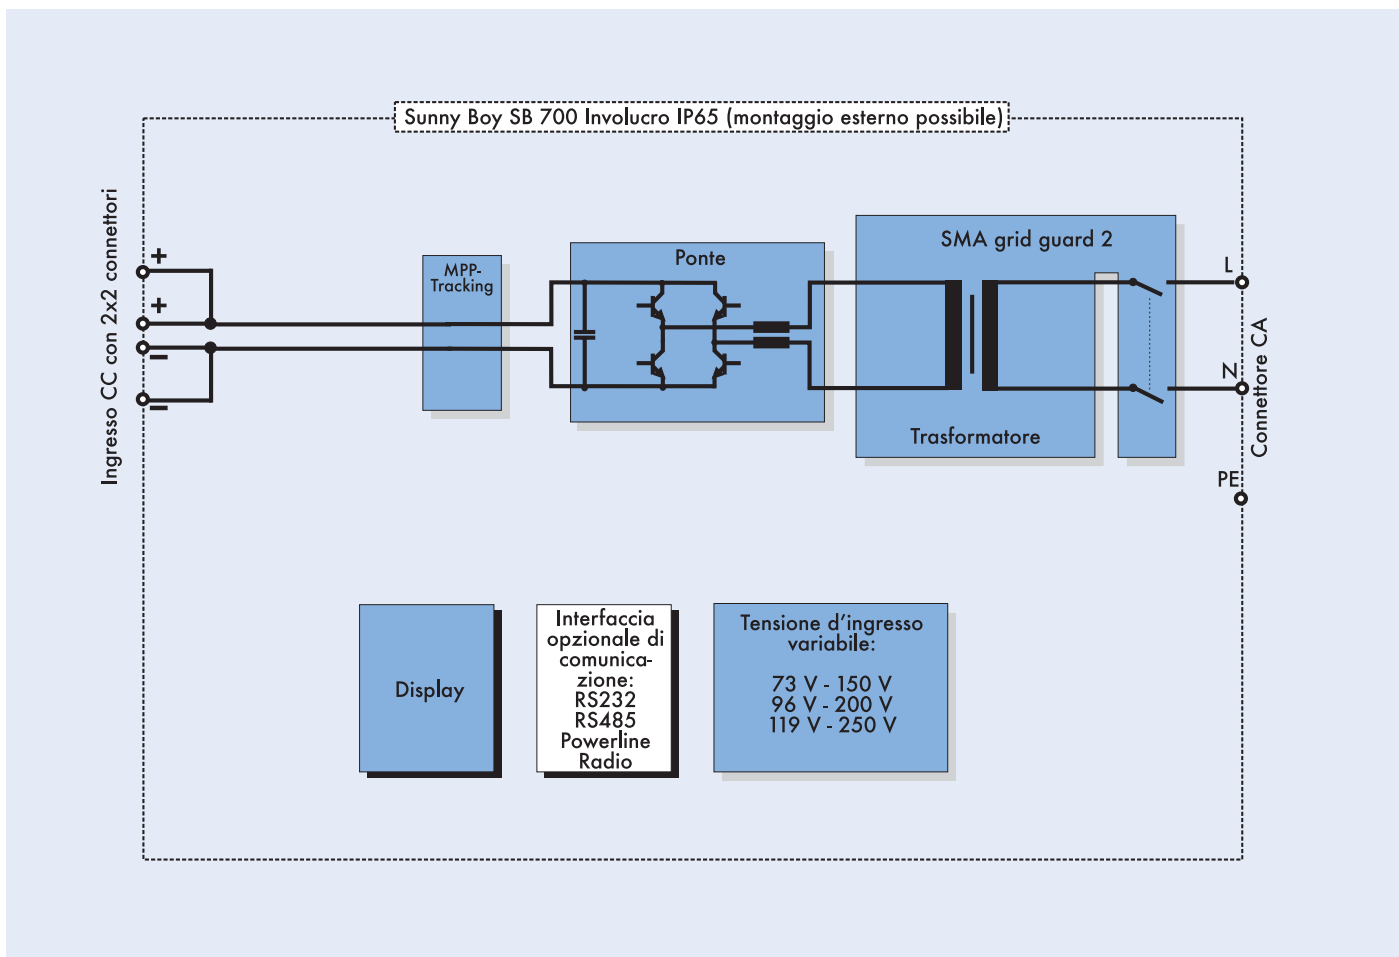 Sunny Boy SB 700 Involucro IP65 (montaggio esterno possibile)
Ingresso CC con 2x2 connettori
+
+
−
−
MPP-
Tracking
Ponte
SMA grid guard 2
Trasformatore
L
N
PE
Connettore CA
Display
Interfaccia
opzionale di
comunica-
zione:
RS232
RS485
Powerline
Radio
Tensione d'ingresso
variabile:
73 V - 150 V
96 V - 200 V
119 V - 250 V